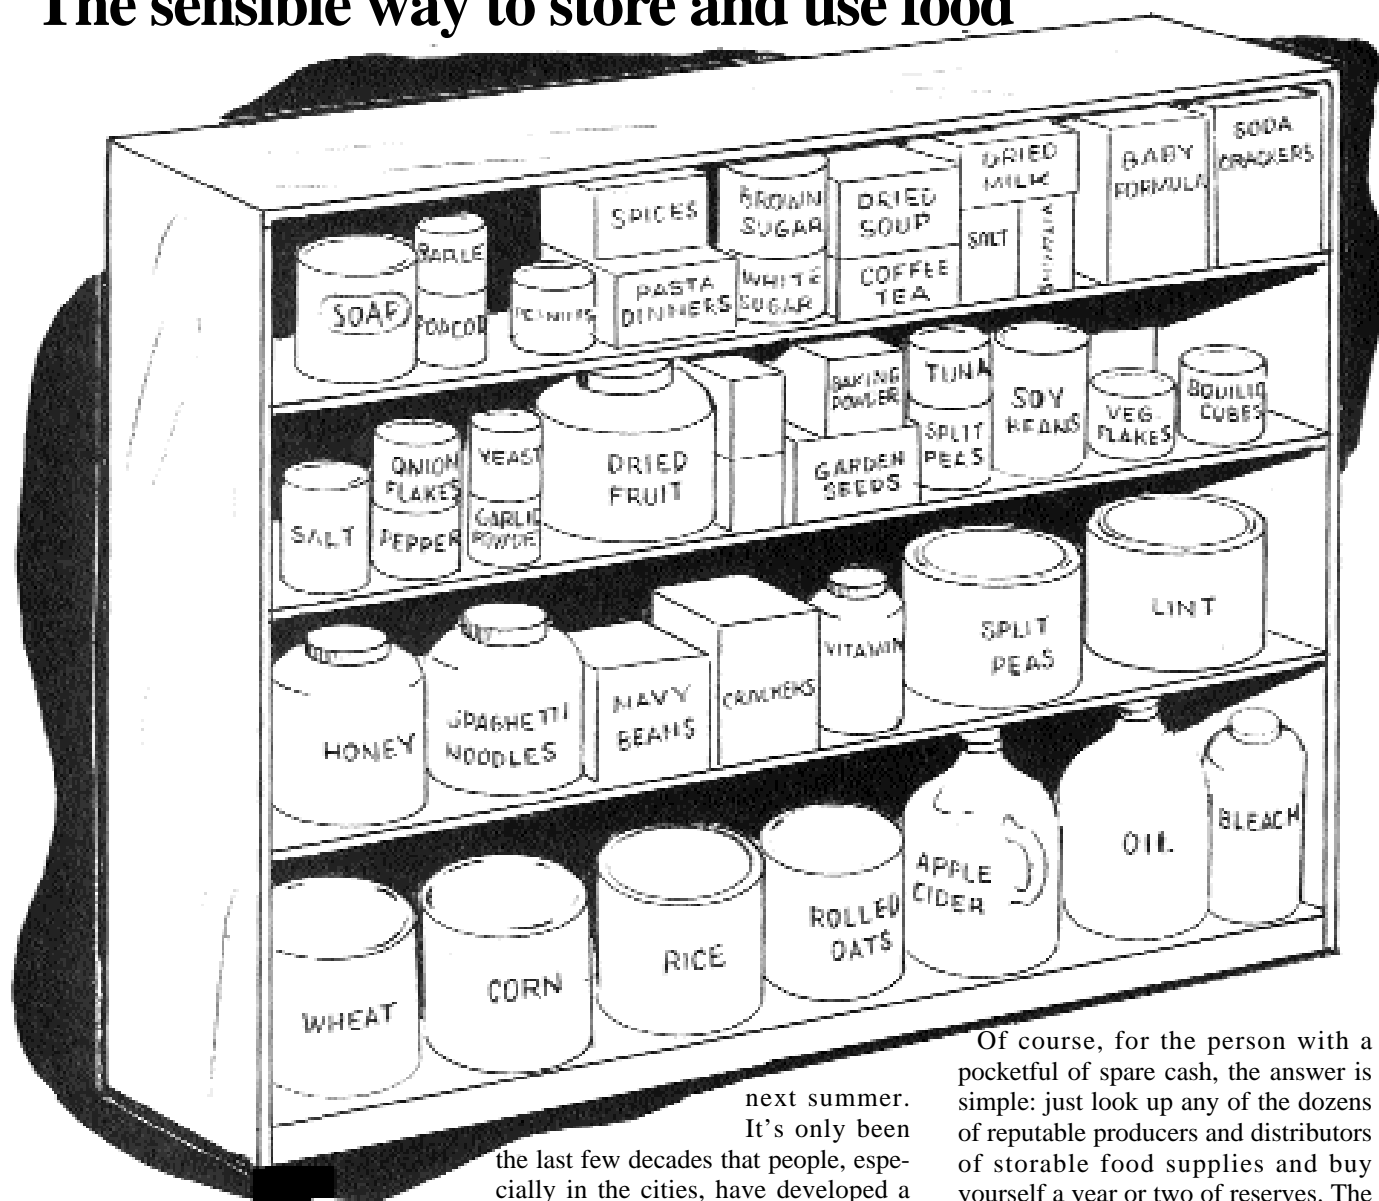 The sensible way to store and use food
SOAP
SPICES
PASTA
DINNERS
BROWN
SUGAR
WHITE
SUGAR
DRIED
SOUP
COFFEE
TEA
DRIED
MILK
SALT
BABY
FORMULA
SODA
CRACKERS
SALT
ONION
FLAKES
PEPPER
YEAST
GARLIC
POWDER
DRIED
FRUIT
BAKING
POWDER
GARDEN
SEEDS
TUNA
SPLIT
PEAS
SOY
BEANS
VEG.
FLAKES
CUBES
HONEY
SPAGHETTI
NOODLES
NAVY
BEANS
CRACKERS
VITAMIN
SPLIT
PEAS
WHEAT
CORN
RICE
ROLLED
OATS
APPLE
CIDER
OIL
BLEACH
next summer.
It's only been
the last few decades that people, espe-
cially in the cities, have developed a
Of course, for the person with a
pocketful of spare cash, the answer is
simple: just look up any of the dozens
of reputable producers and distributors
of storable food supplies and buy
yourself a year or two of reserves. The